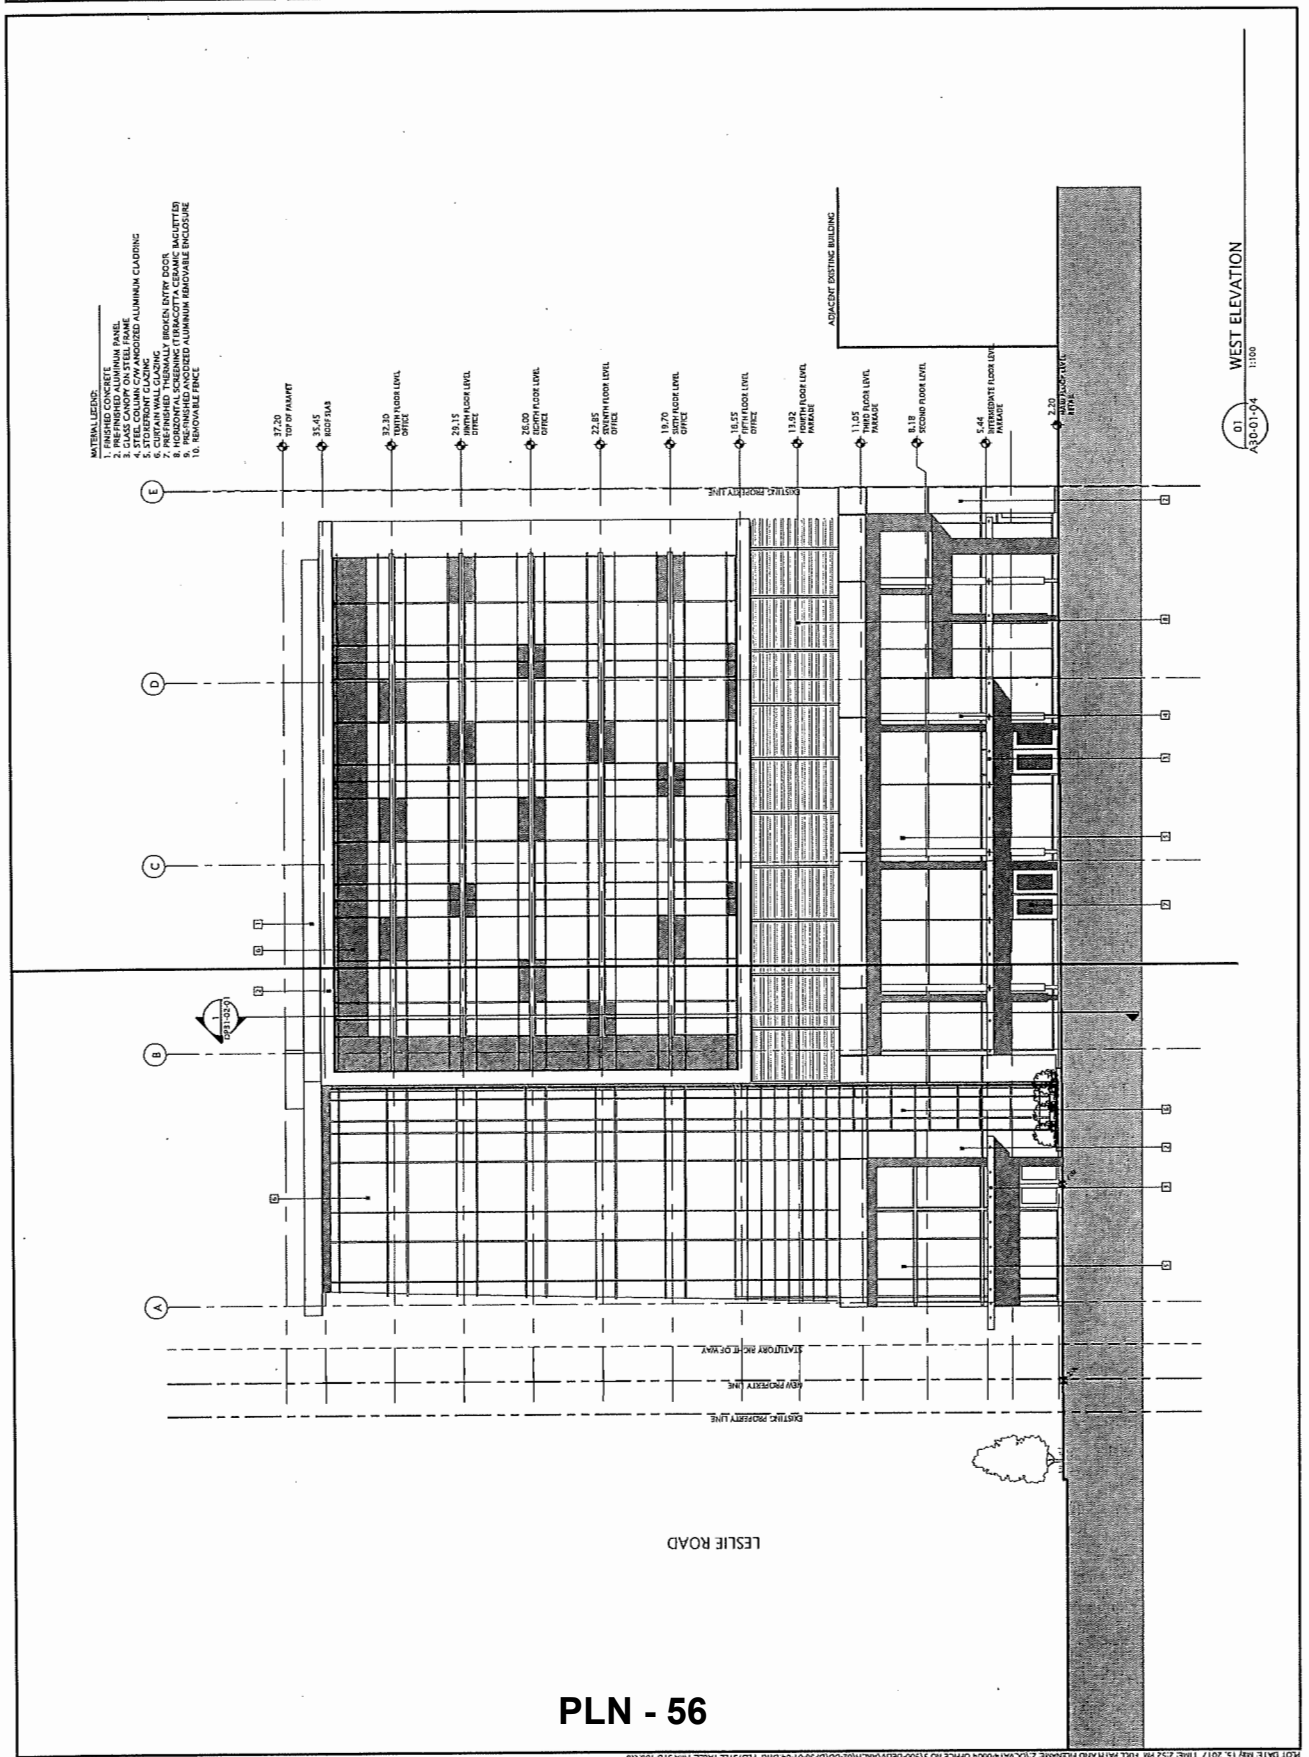 MATERIAL LEGEND:
1. FINISHED CONCRETE
2. PRE-FINISHED ALUMINUM PANEL
3. GLASS CANOPY ON STEEL FRAME
4. STEEL COLUMN C/W ANODIZED ALUMINUM CLADDING
5. STOREFRONT GLAZING
6. CURTAIN WALL GLAZING
7. PRE-FINISHED THERMALLY BROKEN ENTRY DOOR
8. HORIZONTAL SCREENING (TERRACOTTA CERAMIC BAGUETTES)
9. PRE-FINISHED ANODIZED ALUMINUM REMOVABLE ENCLOSURE
10. REMOVABLE FENCE
37.20
TOP OF PARAPET
35.45
ROOF SLAB
32.30
TENTH FLOOR LEVEL
OFFICE
29.15
NINTH FLOOR LEVEL
OFFICE
26.00
EIGHTH FLOOR LEVEL
OFFICE
22.85
SEVENTH FLOOR LEVEL
OFFICE
19.70
SIXTH FLOOR LEVEL
OFFICE
16.55
FIFTH FLOOR LEVEL
OFFICE
13.92
FOURTH FLOOR LEVEL
PARKADE
11.05
THIRD FLOOR LEVEL
PARKADE
8.18
SECOND FLOOR LEVEL
5.44
INTERMEDIATE FLOOR LEVEL
PARKADE
2.20
MAIN FLOOR LEVEL
RETAIL
ADJACENT EXISTING BUILDING
E
D
C
B
A
1
DP31-02-01
EXISTING PROPERTY LINE
STATUTORY RIGHT OF WAY
NEW PROPERTY LINE
EXISTING PROPERTY LINE
LESLIE ROAD
01
A30-01-04
WEST ELEVATION
1:100
PLN - 56